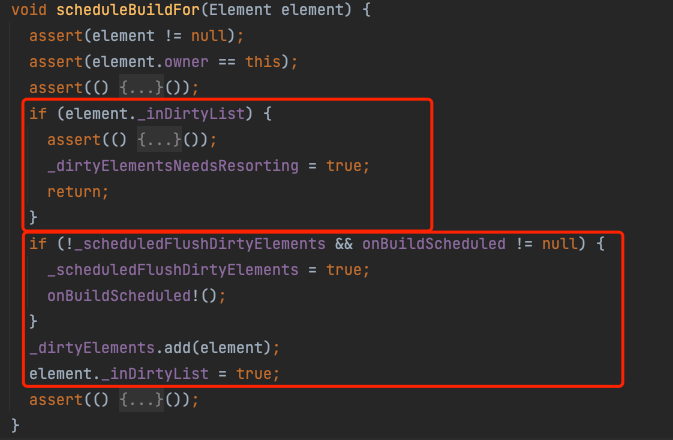 void scheduleBuildFor(Element element) {
assert(element != null);
assert(element.owner == this);
assert(() {...}());
if (element._inDirtyList) {
assert(() {...}());
_dirtyElementsNeedsResorting = true;
return;
}
if (!_scheduledFlushDirtyElements && onBuildScheduled != null) {
_scheduledFlushDirtyElements = true;
onBuildScheduled!();
}
_dirtyElements.add(element);
element._inDirtyList = true;
assert(() {...}());
}